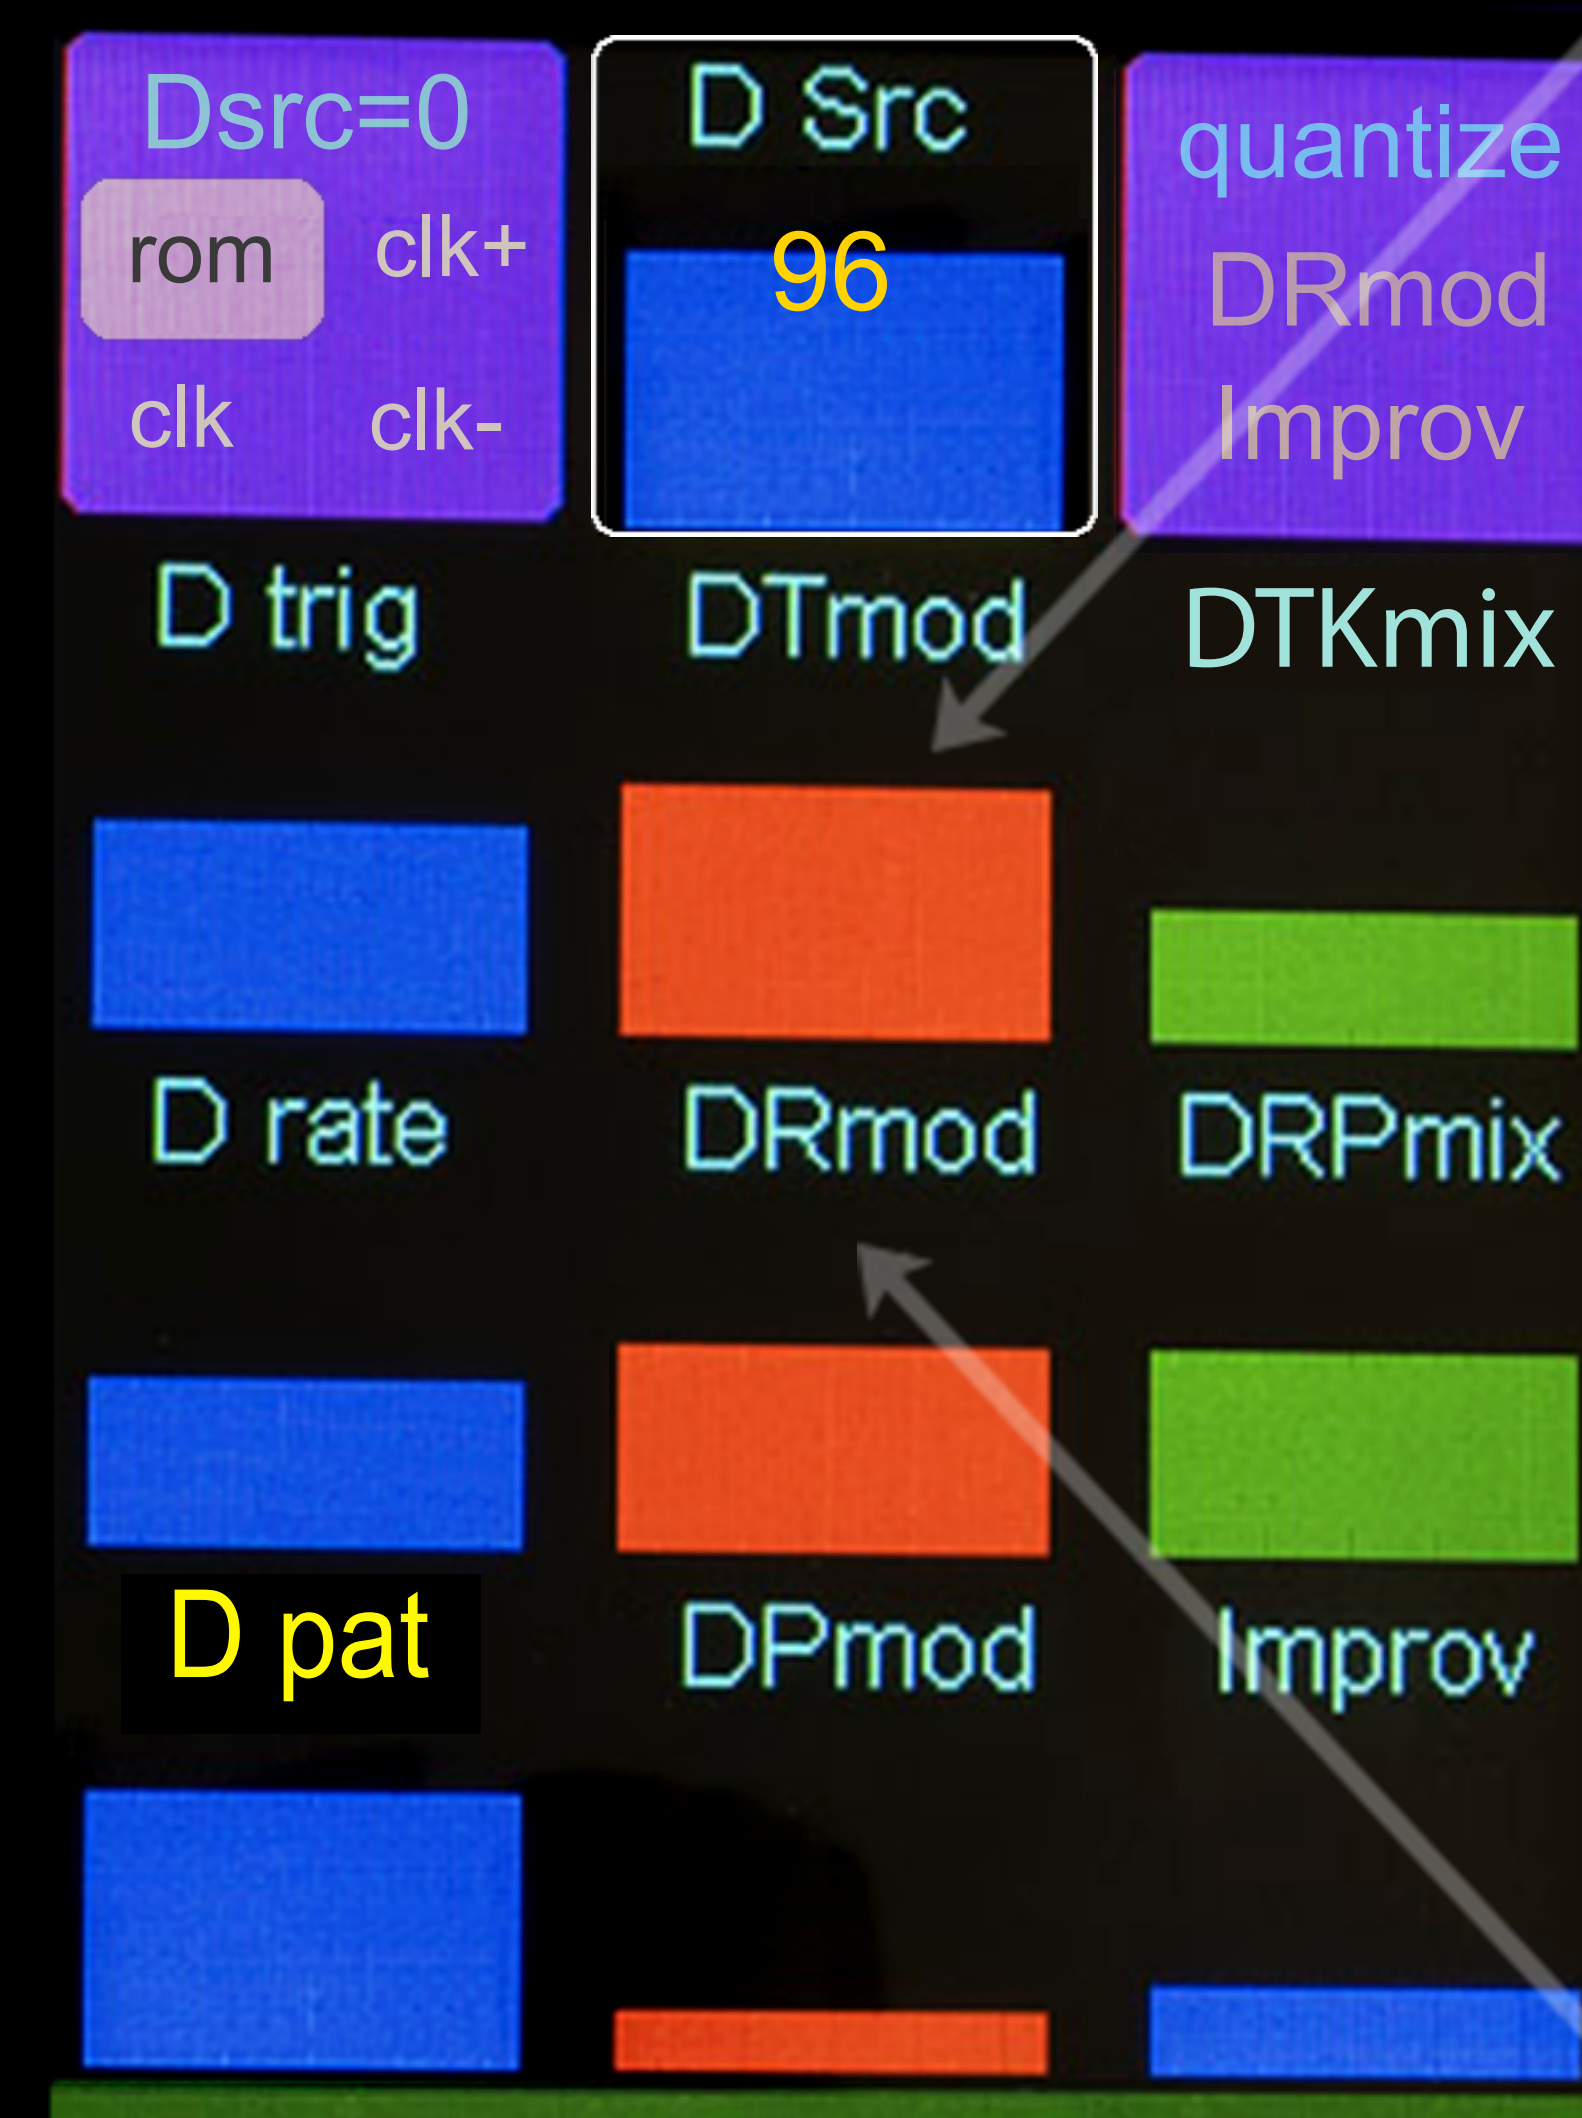 Dsrc=0
rom clk+
clk clk-
D Src
96
quantize
DRmod
Improv
D trig DTmod DTKmix
D rate DRmod DRPmix
D pat DPmod Improv